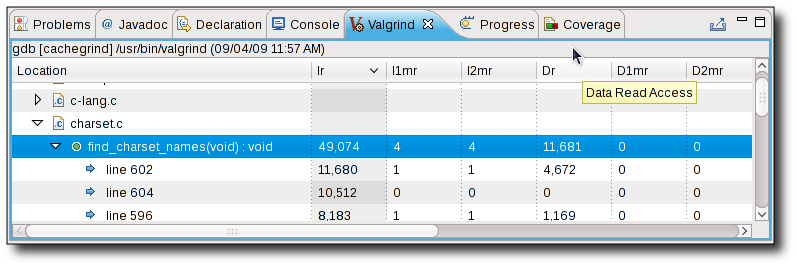 Problems @ Javadoc Declaration Console Valgrind Progress Coverage
gdb [cachegrind] /usr/bin/valgrind (09/04/09 11:57 AM)
Location Ir I1mr I2mr Dr D1mr D2mr
Data Read Access
c-lang.c
charset.c
find_charset_names(void) : void 49,074 4 4 11,681 0 0
line 602 11,680 1 1 4,672 0 0
line 604 10,512 0 0 0 0 0
line 596 8,183 1 1 1,169 0 0